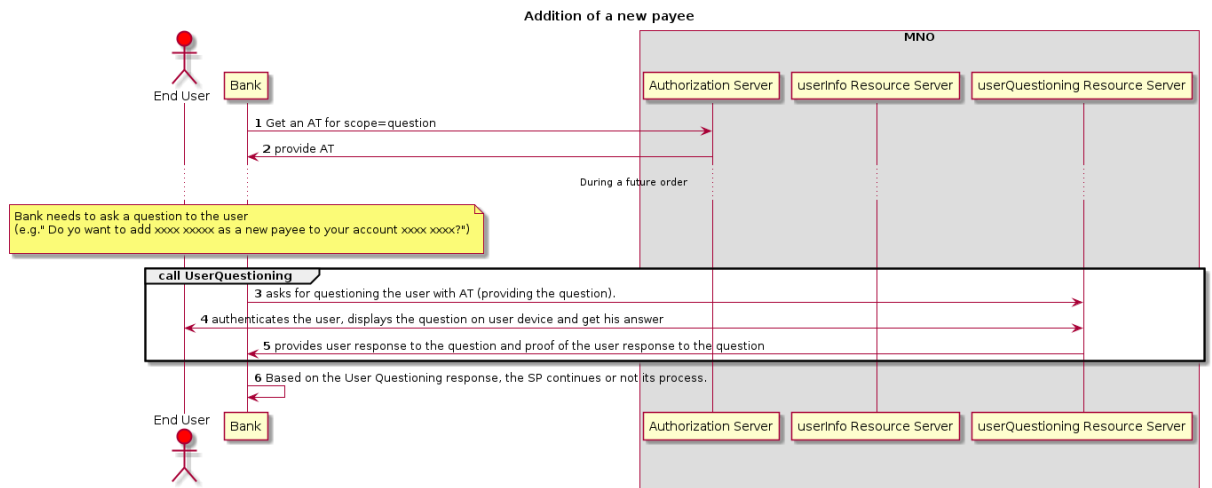 Addition of a new payee
MNO
End User
Bank
Authorization Server
userInfo Resource Server
userQuestioning Resource Server
1 Get an AT for scope=question
2 provide AT
During a future order
Bank needs to ask a question to the user
(e.g." Do yo want to add xxxx xxxxx as a new payee to your account xxxx xxxx?")
call UserQuestioning
3 asks for questioning the user with AT (providing the question).
4 authenticates the user, displays the question on user device and get his answer
5 provides user response to the question and proof of the user response to the question
6 Based on the User Questioning response, the SP continues or not its process.
End User
Bank
Authorization Server
userInfo Resource Server
userQuestioning Resource Server